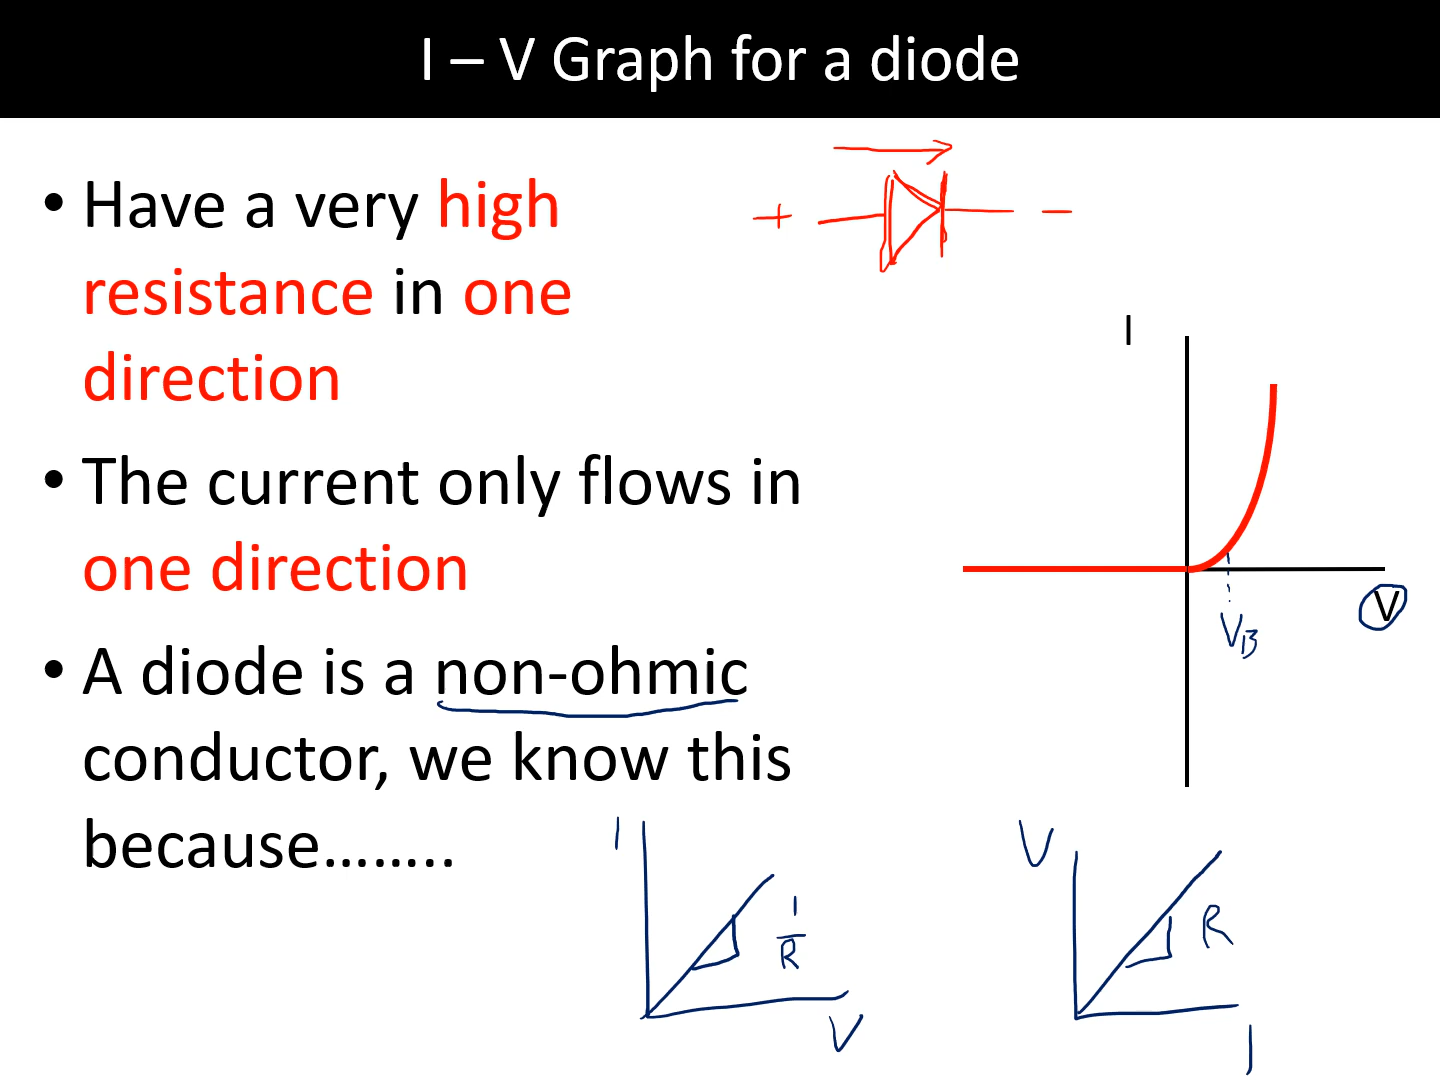 I – V Graph for a diode
• Have a very high
resistance in one
direction
+ −
I
• The current only flows in
one direction
V
VB
• A diode is a non-ohmic
conductor, we know this
because........
I
1
R
V
V
R
I